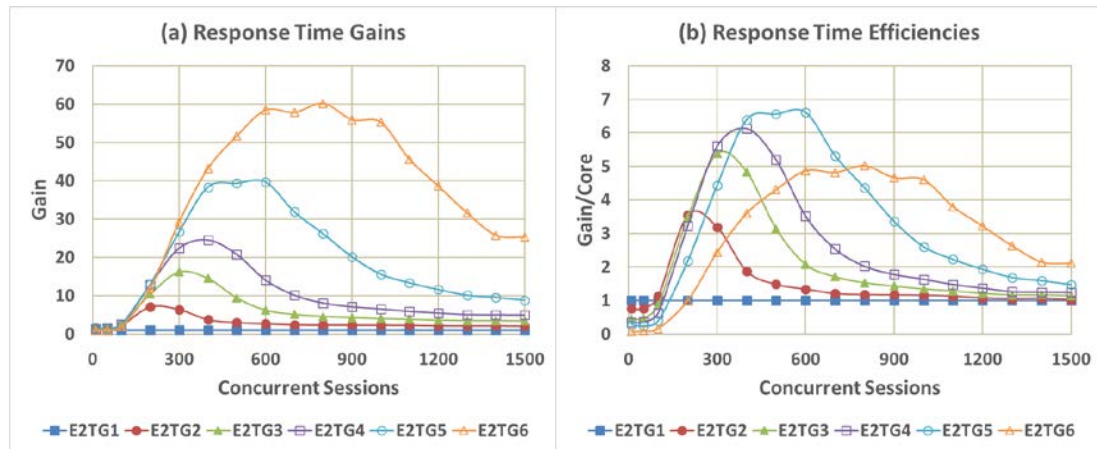 (a) Response Time Gains
70
60
50
40
30
20
10
0
Gain
0 300 600 900 1200 1500
Concurrent Sessions
E2TG1 E2TG2 E2TG3 E2TG4 E2TG5 E2TG6
(b) Response Time Efficiencies
8
7
6
5
4
3
2
1
0
Gain/Core
0 300 600 900 1200 1500
Concurrent Sessions
E2TG1 E2TG2 E2TG3 E2TG4 E2TG5 E2TG6